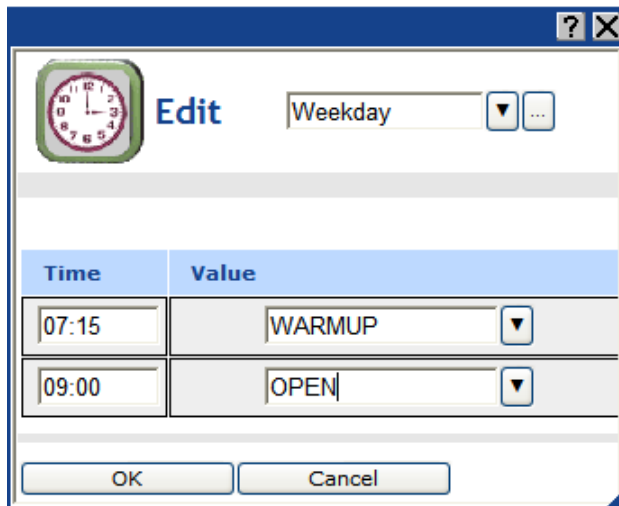 ?
Edit Weekday ...
Time Value
07:15 WARMUP
09:00 OPEN
OK Cancel